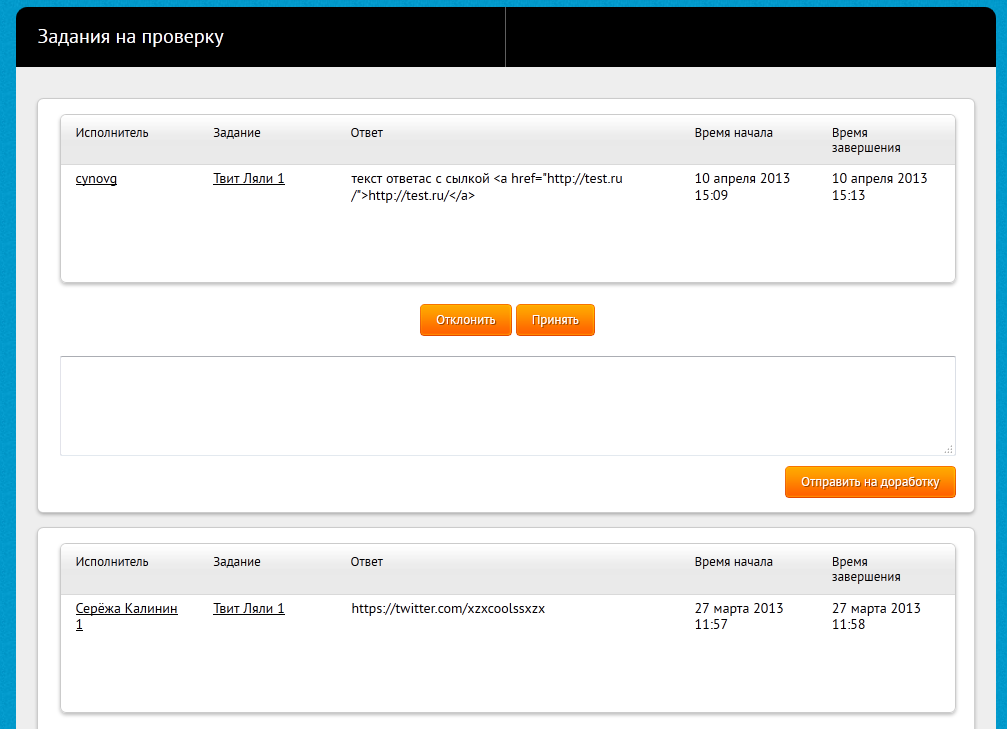 Задания на проверку
Исполнитель Задание Ответ Время начала Время
завершения
cynovg Твит Ляли 1 текст ответас с сылкой <a href="http://test.ru 10 апреля 2013 10 апреля 2013
/">http://test.ru/</a> 15:09 15:13
Отклонить Принять
Отправить на доработку
Исполнитель Задание Ответ Время начала Время
завершения
Серёжа Калинин Твит Ляли 1 https://twitter.com/xzxcoolssxzx 27 марта 2013 27 марта 2013
1 11:57 11:58